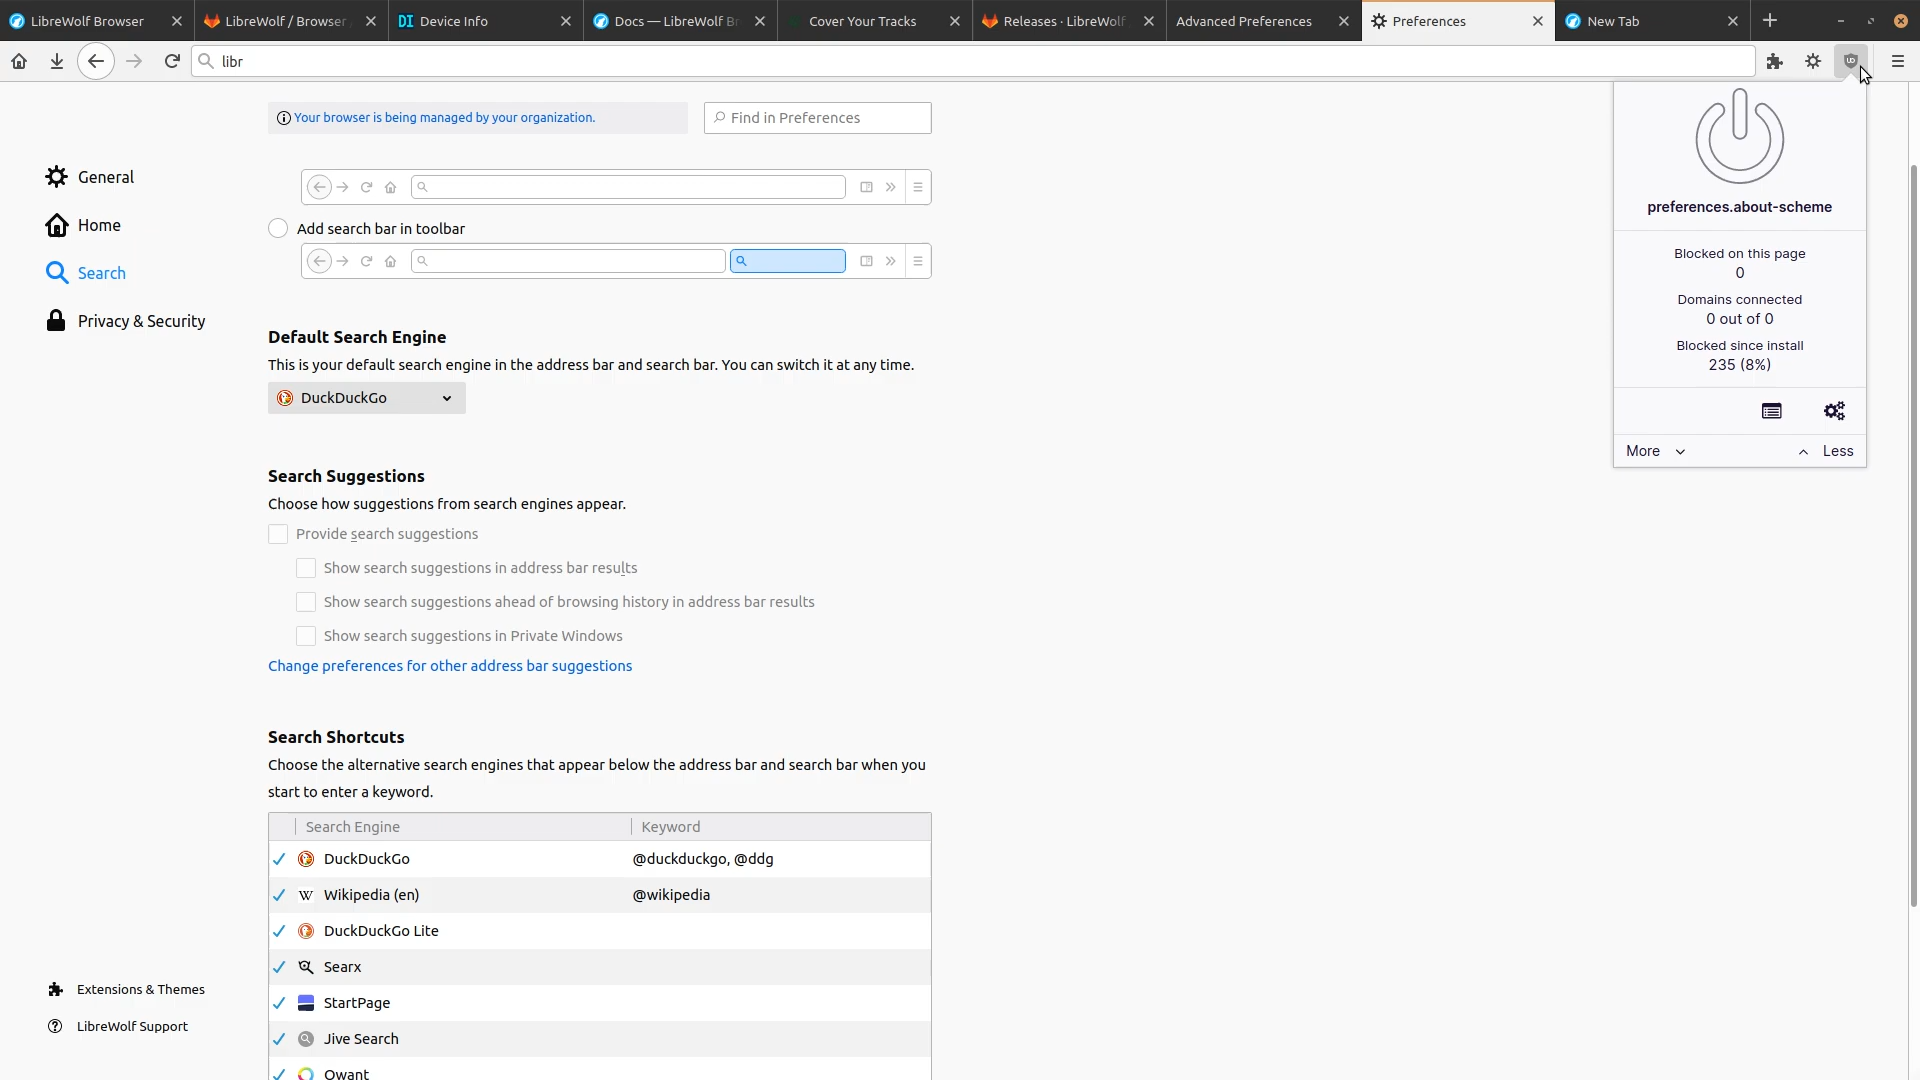 LibreWolf Browser
LibreWolf / Browser
Device Info
Docs — LibreWolf Br
Cover Your Tracks
Releases · LibreWolf
Advanced Preferences
Preferences
New Tab
libr
Your browser is being managed by your organization.
Find in Preferences
General
Home
Search
Privacy & Security
Add search bar in toolbar
Default Search Engine
This is your default search engine in the address bar and search bar. You can switch it at any time.
DuckDuckGo
Search Suggestions
Choose how suggestions from search engines appear.
Provide search suggestions
Show search suggestions in address bar results
Show search suggestions ahead of browsing history in address bar results
Show search suggestions in Private Windows
Change preferences for other address bar suggestions
Search Shortcuts
Choose the alternative search engines that appear below the address bar and search bar when you
start to enter a keyword.
Search Engine Keyword
DuckDuckGo @duckduckgo, @ddg
Wikipedia (en) @wikipedia
DuckDuckGo Lite
Searx
StartPage
Jive Search
Qwant
Extensions & Themes
LibreWolf Support
preferences.about-scheme
Blocked on this page
0
Domains connected
0 out of 0
Blocked since install
235 (8%)
More
Less